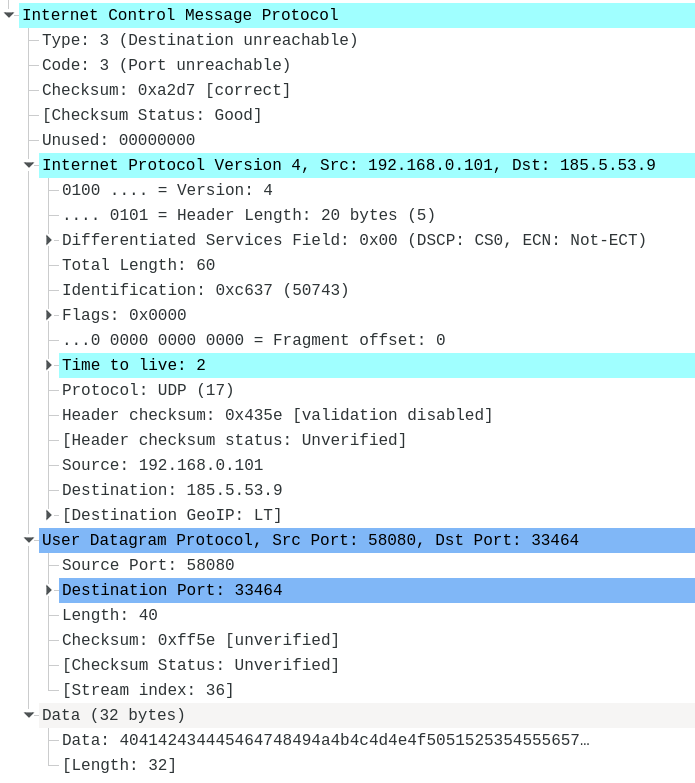 Internet Control Message Protocol
Type: 3 (Destination unreachable)
Code: 3 (Port unreachable)
Checksum: 0xa2d7 [correct]
[Checksum Status: Good]
Unused: 00000000
Internet Protocol Version 4, Src: 192.168.0.101, Dst: 185.5.53.9
0100 .... = Version: 4
.... 0101 = Header Length: 20 bytes (5)
Differentiated Services Field: 0x00 (DSCP: CS0, ECN: Not-ECT)
Total Length: 60
Identification: 0xc637 (50743)
Flags: 0x0000
...0 0000 0000 0000 = Fragment offset: 0
Time to live: 2
Protocol: UDP (17)
Header checksum: 0x435e [validation disabled]
[Header checksum status: Unverified]
Source: 192.168.0.101
Destination: 185.5.53.9
[Destination GeoIP: LT]
User Datagram Protocol, Src Port: 58080, Dst Port: 33464
Source Port: 58080
Destination Port: 33464
Length: 40
Checksum: 0xff5e [unverified]
[Checksum Status: Unverified]
[Stream index: 36]
Data (32 bytes)
Data: 404142434445464748494a4b4c4d4e4f5051525354555657…
[Length: 32]